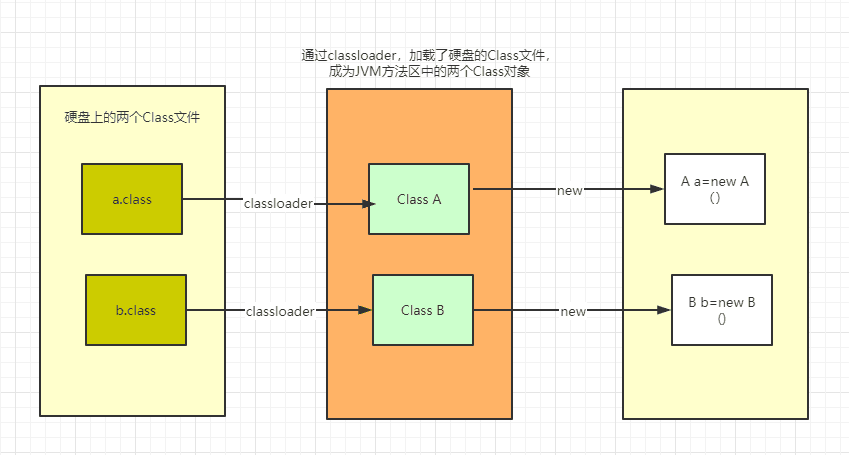 通过classloader，加载了硬盘的Class文件，
成为JVM方法区中的两个Class对象
硬盘上的两个Class文件
a.class
classloader
Class A
new
A a=new A
（）
b.class
classloader
Class B
new
B b=new B
()